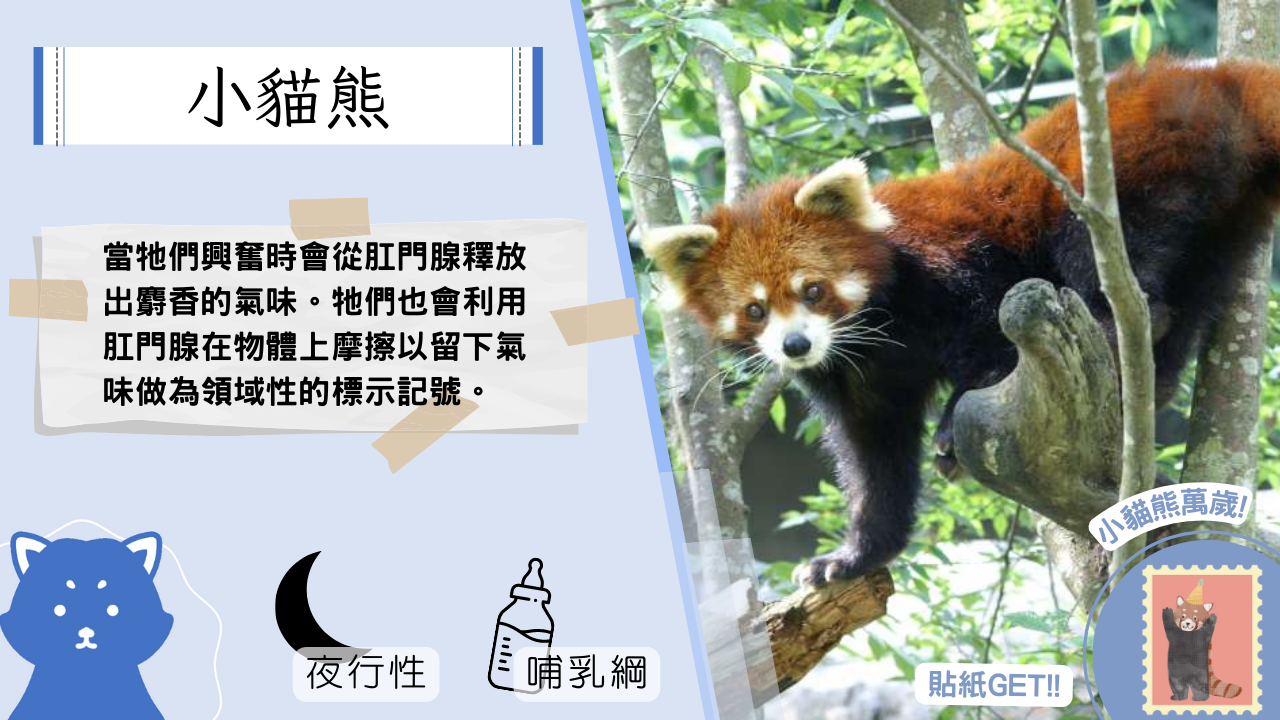 小貓熊
當牠們興奮時會從肛門腺釋放
出麝香的氣味。牠們也會利用
肛門腺在物體上摩擦以留下氣
味做為領域性的標示記號。
夜行性
哺乳綱
小貓熊萬歲!
貼紙GET!!